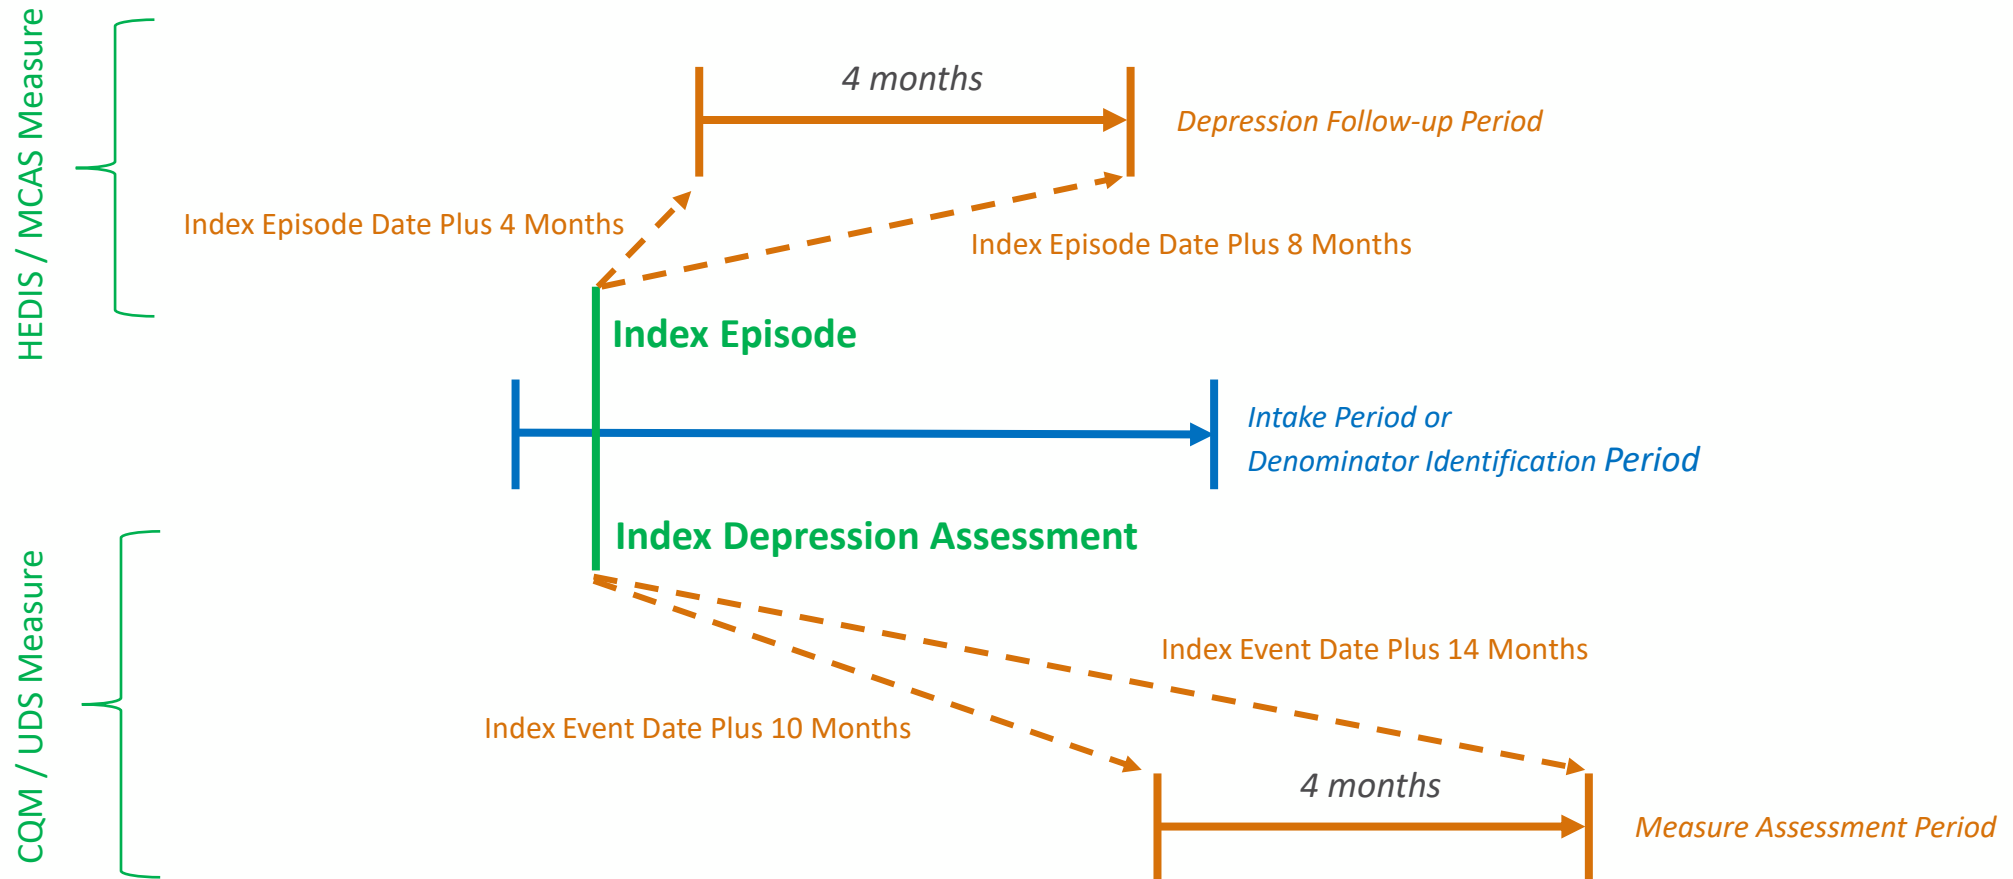 HEDIS / MCAS Measure
4 months
Depression Follow-up Period
Index Episode Date Plus 4 Months
Index Episode Date Plus 8 Months
Index Episode
Intake Period or
Denominator Identification Period
Index Depression Assessment
CQM / UDS Measure
Index Event Date Plus 14 Months
Index Event Date Plus 10 Months
4 months
Measure Assessment Period